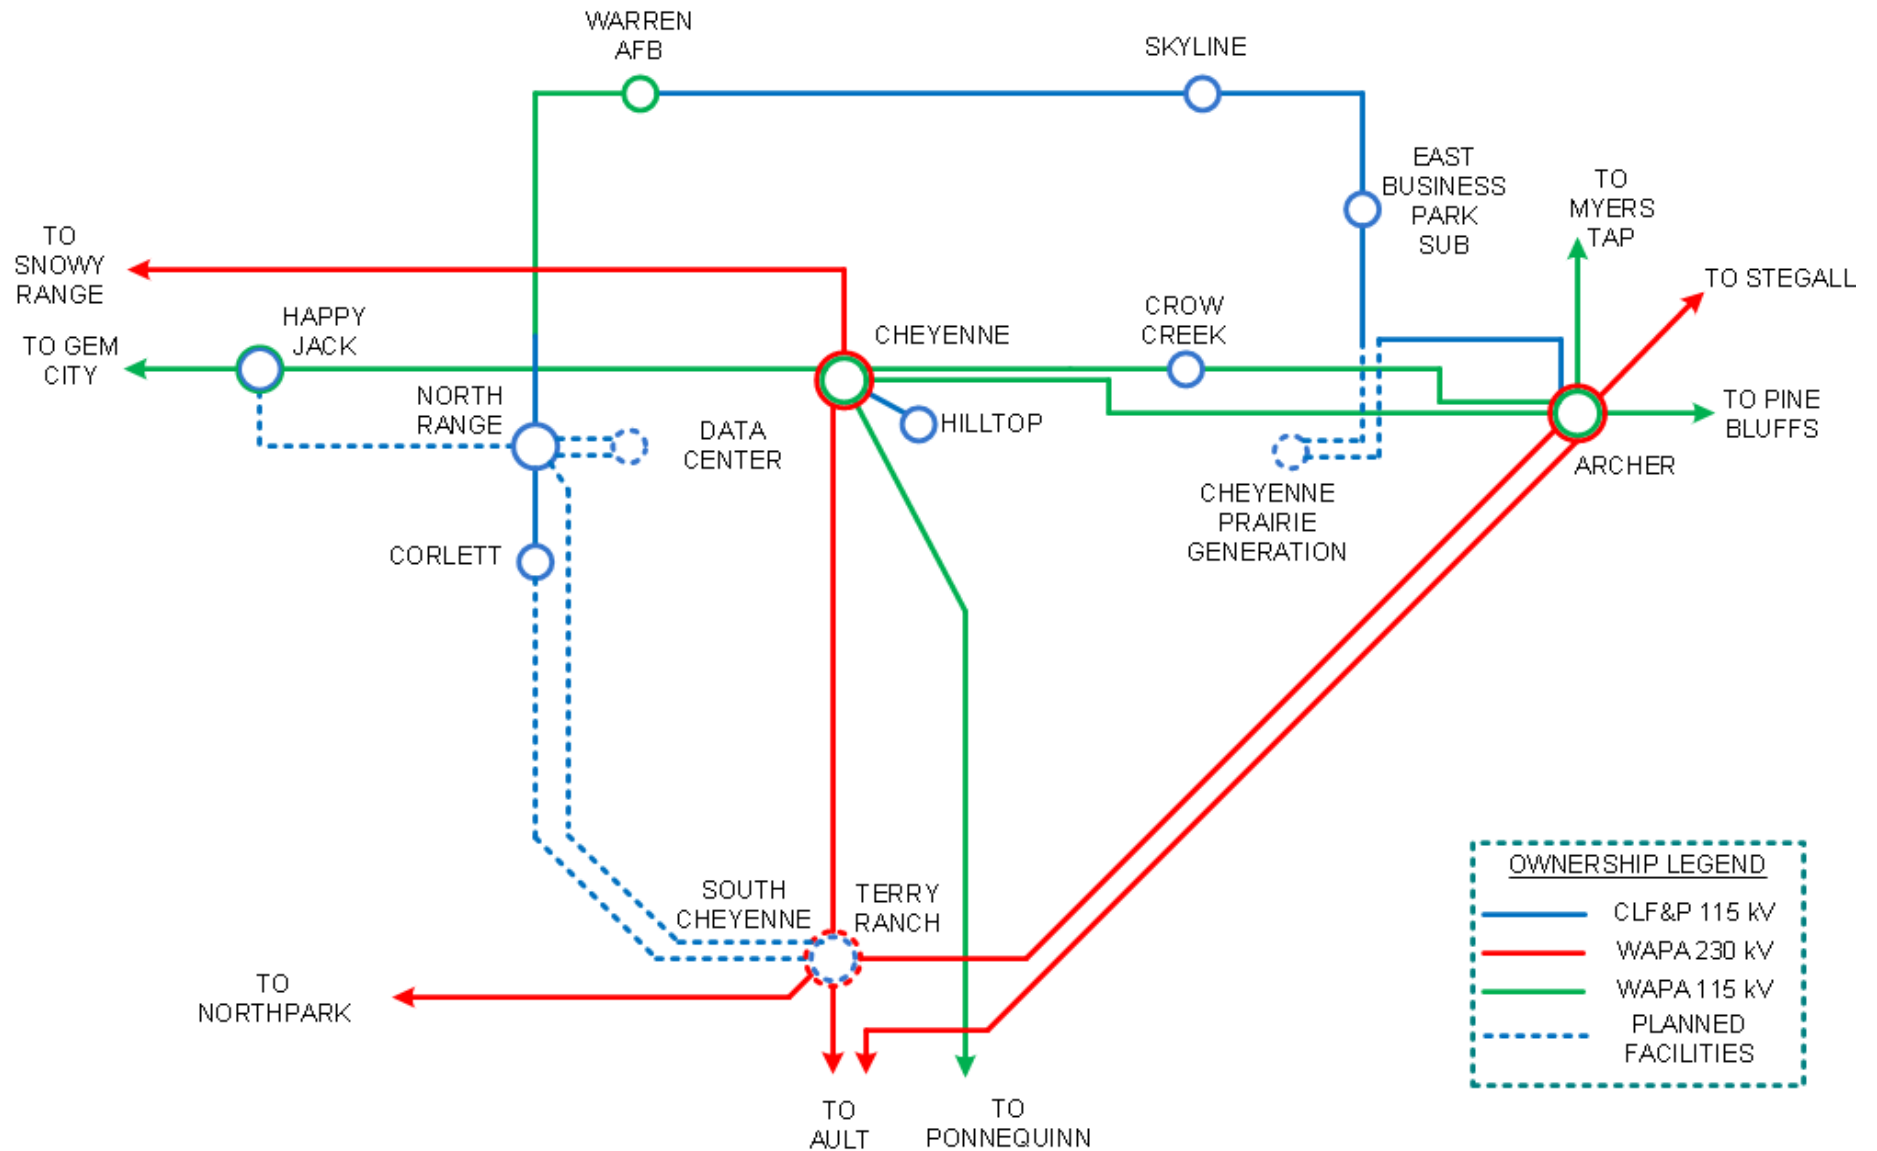 WARREN
AFB
SKYLINE
EAST
BUSINESS
PARK
SUB
TO
MYERS
TAP
TO
SNOWY
RANGE
TO STEGALL
HAPPY
JACK
CROW
CREEK
CHEYENNE
TO GEM
CITY
NORTH
RANGE
DATA
CENTER
HILLTOP
TO PINE
BLUFFS
ARCHER
CHEYENNE
PRAIRIE
GENERATION
CORLETT
SOUTH
CHEYENNE
TERRY
RANCH
TO
NORTHPARK
TO
AULT
TO
PONNEQUINN
OWNERSHIP LEGEND
CLF&P 115 kV
WAPA 230 kV
WAPA 115 kV
PLANNED
FACILITIES